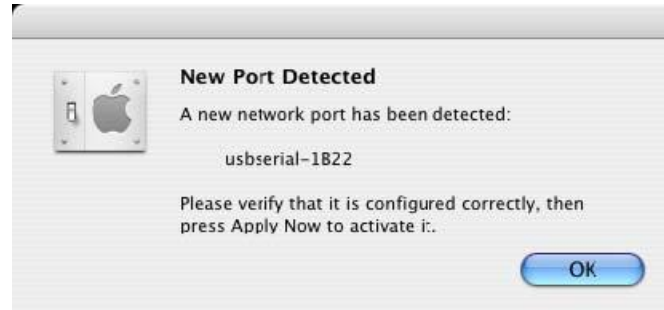 New Port Detected
A new network port has been detected:
usbserial-1B22
Please verify that it is configured correctly, then
press Apply Now to activate it.
OK